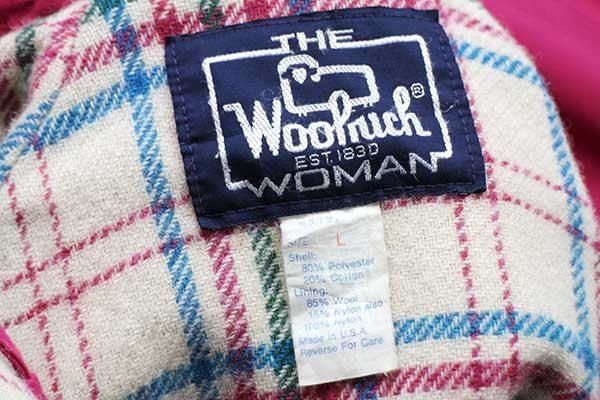 THE
Woolrich®
EST. 1830
WOMAN
SIZE L
Shell:
80% Polyester
20% Cotton
Lining:
85% Wool
15% Nylon also
100% Nylon
Made in U.S.A.
Reverse For Care